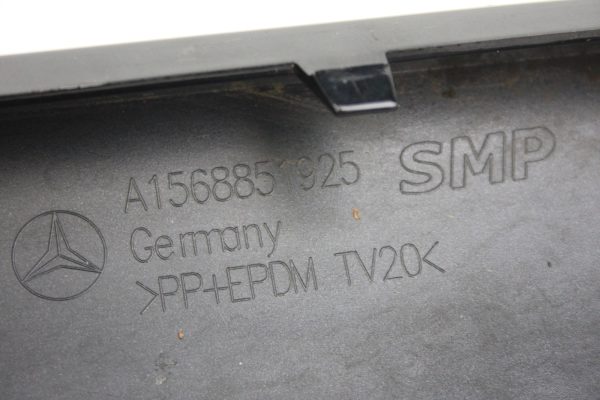 A1568851925 SMP
Germany
>PP+EPDM TV20<